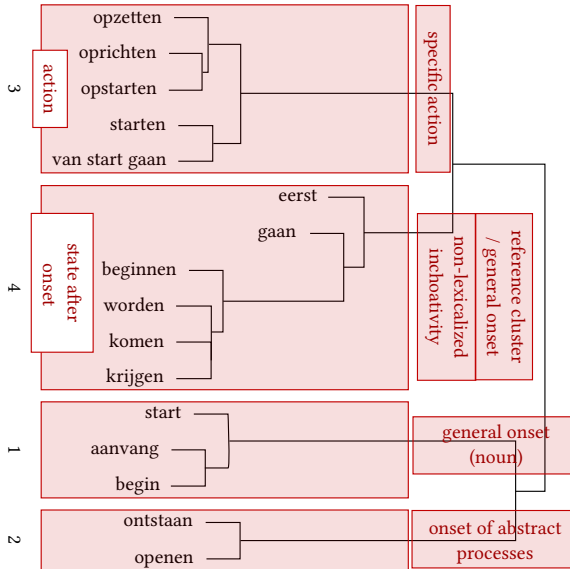 opzetten
oprichten
opstarten
starten
van start gaan
action
3
specific action
eerst
gaan
beginnen
worden
komen
krijgen
state after
onset
4
reference cluster
/ general onset
non-lexicalized
inchoativity
start
aanvang
begin
1
general onset
(noun)
ontstaan
openen
2
onset of abstract
processes